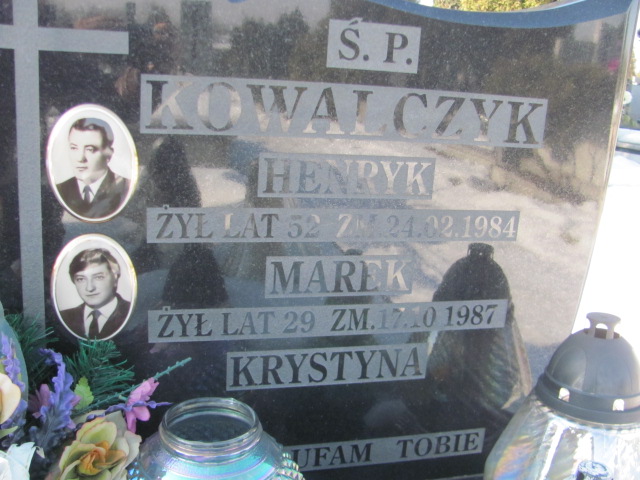 Ś. P.
KOWALCZYK
HENRYK
ŻYŁ LAT 52 ZM.24.02.1984
MAREK
ŻYŁ LAT 29 ZM.17.10 1987
KRYSTYNA
UFAM TOBIE